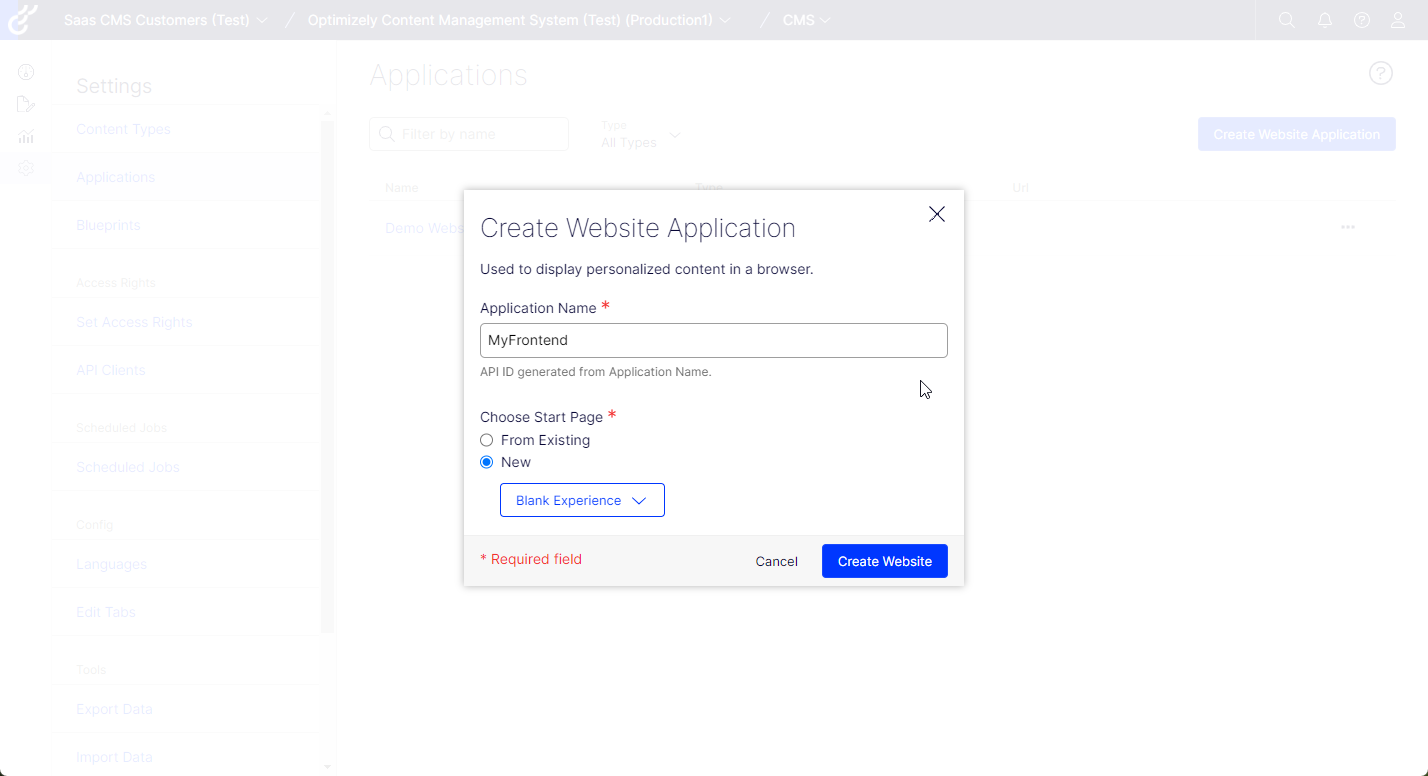 Saas CMS Customers (Test)
Optimizely Content Management System (Test) (Production1)
CMS
Settings
Content Types
Applications
Blueprints
Access Rights
Set Access Rights
API Clients
Scheduled Jobs
Scheduled Jobs
Config
Languages
Edit Tabs
Tools
Export Data
Import Data
Applications
Filter by name
Type
All Types
Create Website Application
Name
Type
Url
Demo Webs
Create Website Application
Used to display personalized content in a browser.
Application Name *
MyFrontend
API ID generated from Application Name.
Choose Start Page *
From Existing
New
Blank Experience
* Required field
Cancel
Create Website